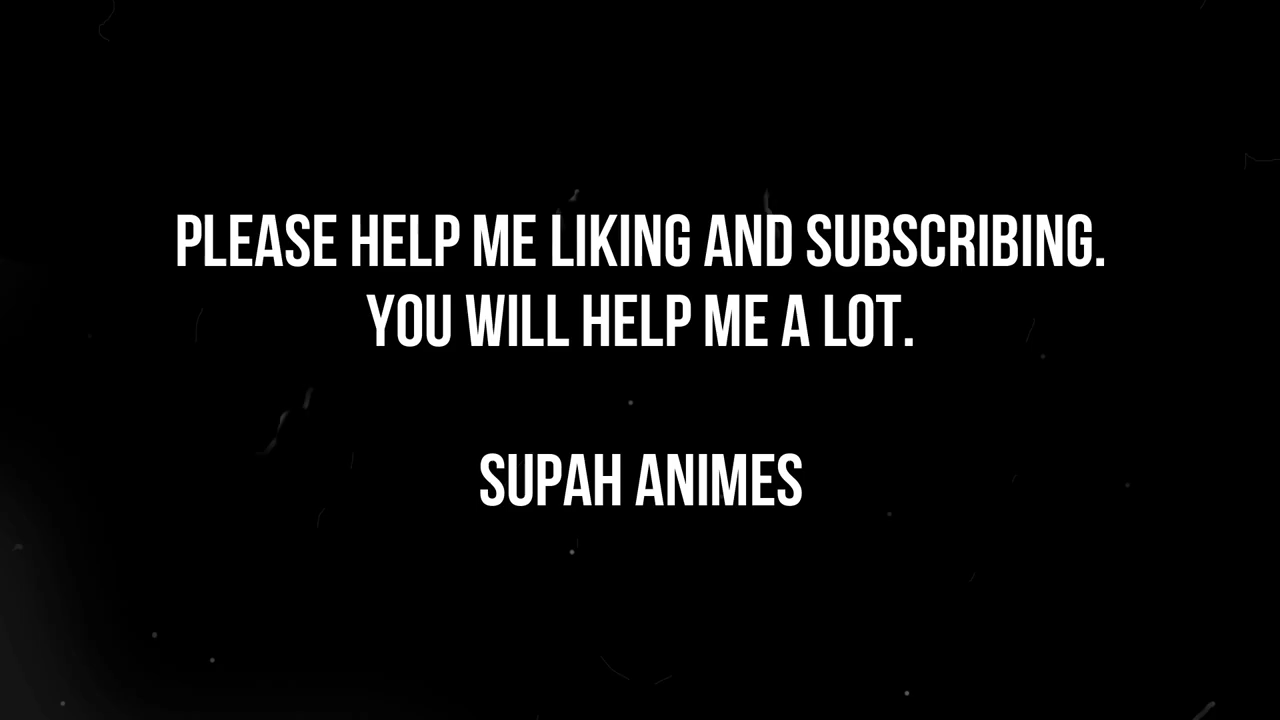 PLEASE HELP ME LIKING AND SUBSCRIBING.
YOU WILL HELP ME A LOT.
SUPAH ANIMES